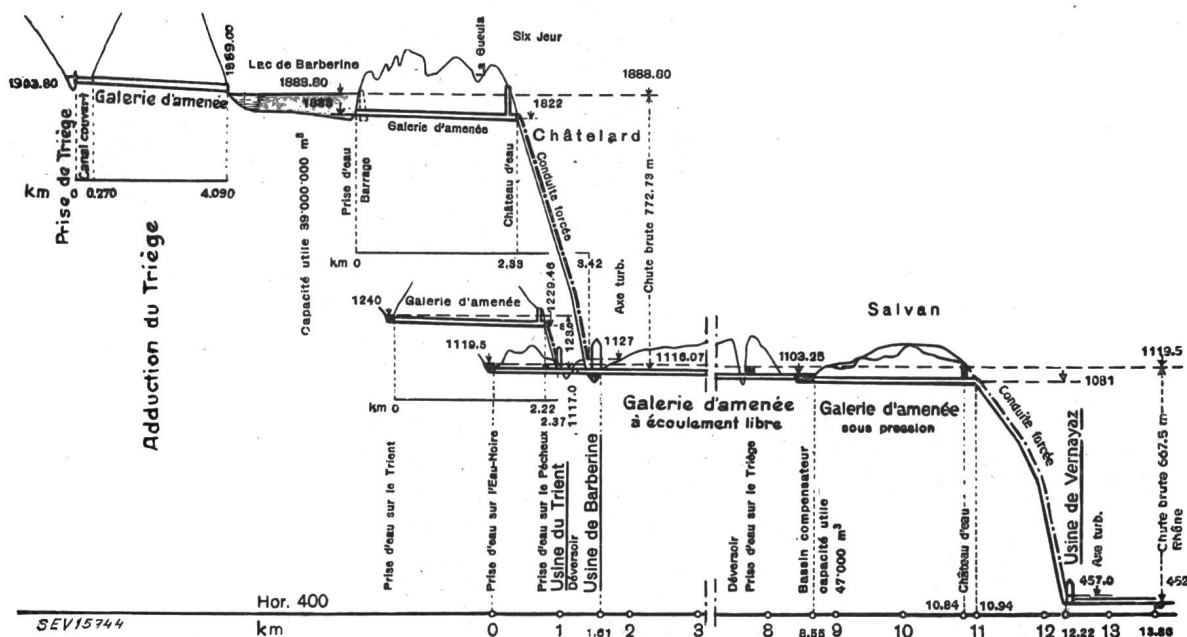 La Gueula
Six Jeur
1903.80
1889.00
Lac de Barberine
1888.80
1888.80
1838
1822
Galerie d'amenée
Galerie d'amenée
Châtelard
Prise de Triège
Canal couvert
km 0 0.270 4.090
Adduction du Triège
Capacité utile 39'000'000 m³
Prise d'eau
Barrage
Château d'eau
Conduite forcée
Chute brute 772.73 m
km 0 2.33 3.42
1240
Galerie d'amenée
1229.46
Axe turb.
1127
Salvan
1119.5
1116.07
1103.25
1119.5
1081
1117.0
km 0 2.22
2.37
Galerie d'amenée
à écoulement libre
Galerie d'amenée
sous pression
Conduite forcée
Chute brute 667.5 m
Rhône
Prise d'eau sur le Trient
Prise d'eau sur l'Eau-Noire
Prise d'eau sur le Pécheux
Usine du Trient
Déversoir
Usine de Barberine
Déversoir
Prise d'eau sur le Triège
Bassin compensateur
capacité utile
47'000 m³
Château d'eau
Usine de Vernayaz
Axe turb.
457.0
452
10.84
10.94
Hor. 400
SEV15744
km 0 1 1.61 2 3 8 8.55 9 10 11 12 12.22 13 13.86